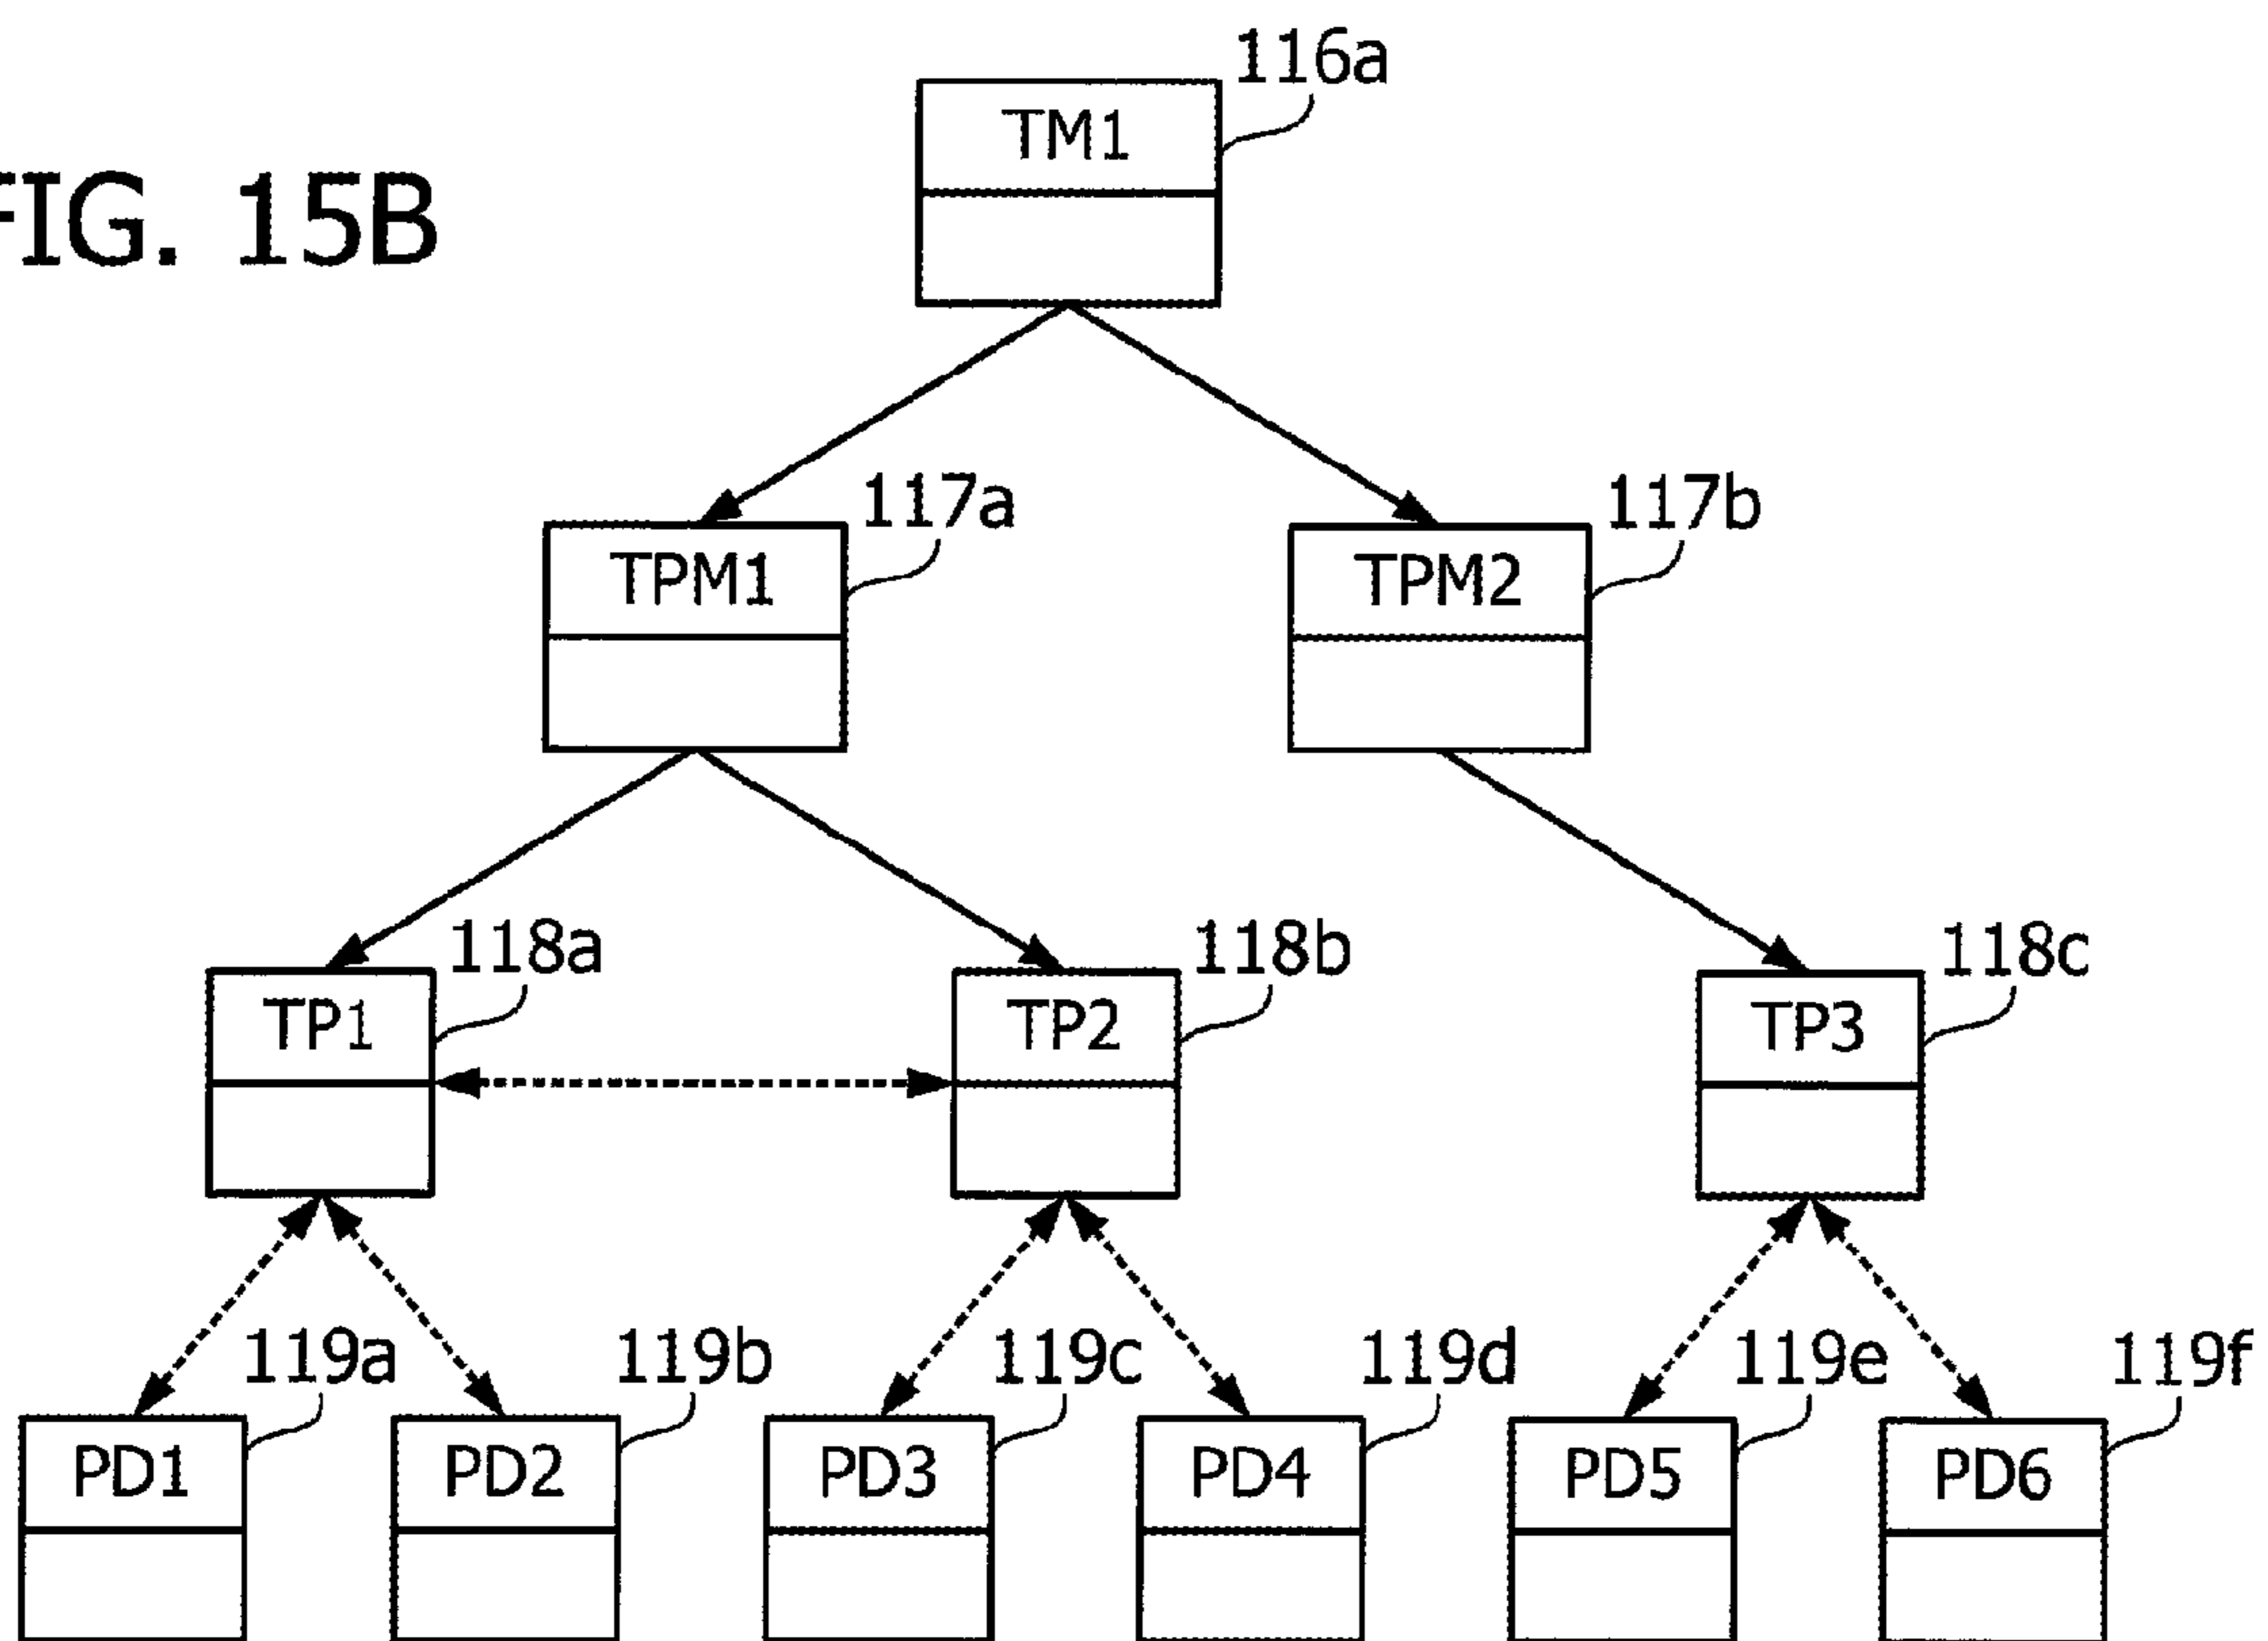 116a
TM1
FIG. 15B
117a
117b
TPM1
TPM2
118a
118b
118c
TP1
TP2
TP3
119a
119b
119c
119d
119e
119f
PD1
PD2
PD3
PD4
PD5
PD6